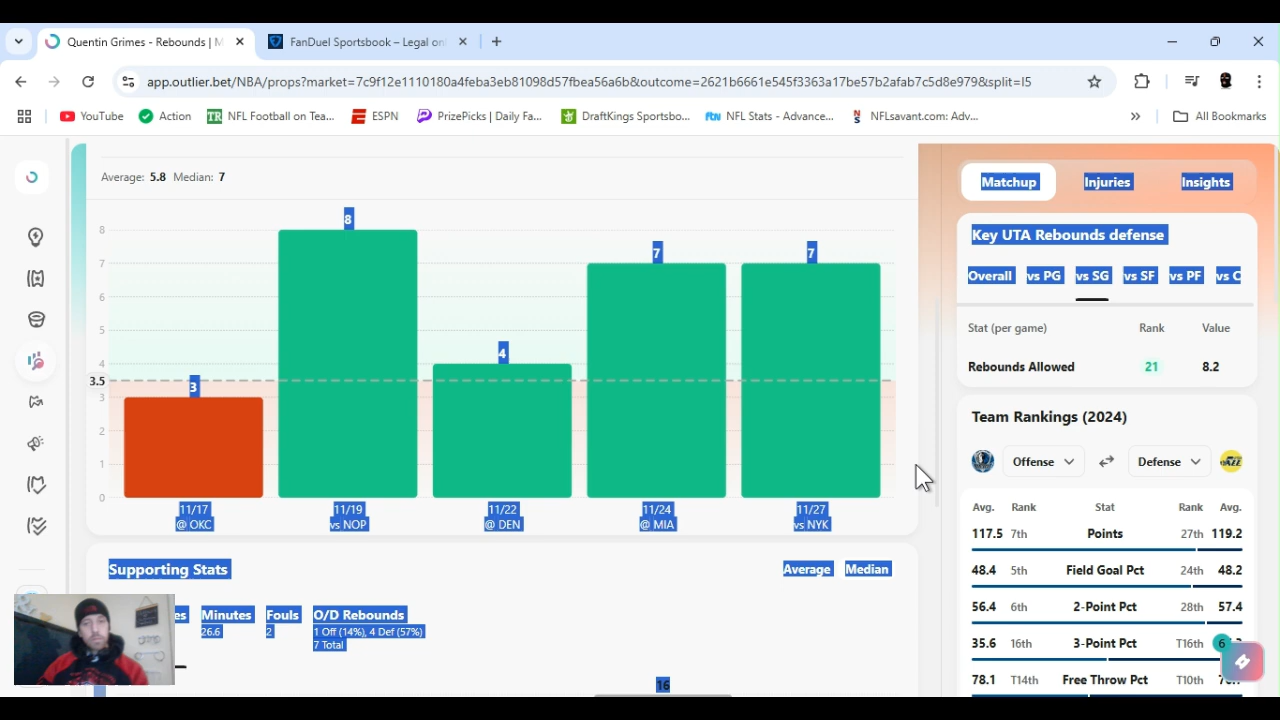 Quentin Grimes - Rebounds | M
FanDuel Sportsbook – Legal on
app.outlier.bet/NBA/props?market=7c9f12e1110180a4feba3eb81098d57fbea56a6b&outcome=2621b6661e545f3363a17be57b2afab7c5d8e979&split=l5
YouTube
Action
TR NFL Football on Tea...
ESPN
PrizePicks | Daily Fa...
DraftKings Sportsbo...
ftn NFL Stats - Advance...
NFLsavant.com: Adv...
All Bookmarks
Average: 5.8 Median: 7
8
7
6
5
4
3.5
3
2
1
0
3
8
4
7
7
11/17
@ OKC
11/19
vs NOP
11/22
@ DEN
11/24
@ MIA
11/27
vs NYK
Supporting Stats
Average
Median
es
Minutes
26.6
Fouls
2
O/D Rebounds
1 Off (14%), 4 Def (57%)
7 Total
16
Matchup
Injuries
Insights
Key UTA Rebounds defense
Overall vs PG vs SG vs SF vs PF vs C
Stat (per game) Rank Value
Rebounds Allowed 21 8.2
Team Rankings (2024)
Offense
Defense
Avg. Rank Stat Rank Avg.
117.5 7th Points 27th 119.2
48.4 5th Field Goal Pct 24th 48.2
56.4 6th 2-Point Pct 28th 57.4
35.6 16th 3-Point Pct T16th
78.1 T14th Free Throw Pct T10th